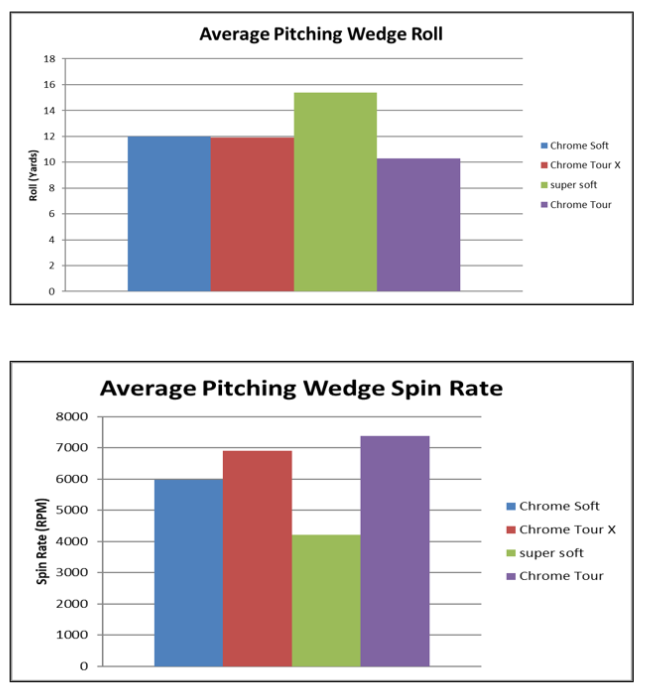 Average Pitching Wedge Roll
18
16
14
12
10
8
6
4
2
0
Roll (Yards)
Chrome Soft
Chrome Tour X
super soft
Chrome Tour
Average Pitching Wedge Spin Rate
8000
7000
6000
5000
4000
3000
2000
1000
0
Spin Rate (RPM)
Chrome Soft
Chrome Tour X
super soft
Chrome Tour